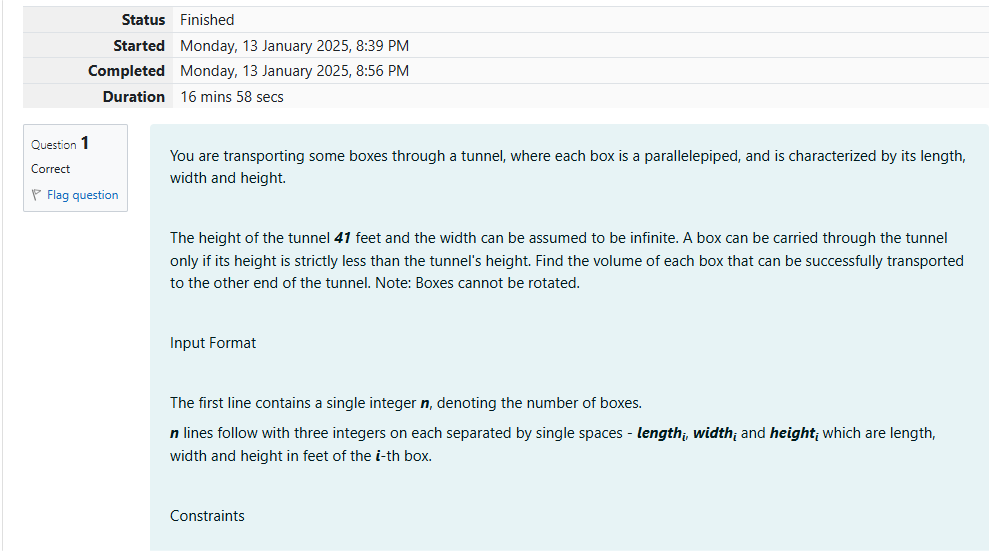 Status Finished
Started Monday, 13 January 2025, 8:39 PM
Completed Monday, 13 January 2025, 8:56 PM
Duration 16 mins 58 secs
Question 1
Correct
Flag question
You are transporting some boxes through a tunnel, where each box is a parallelepiped, and is characterized by its length,
width and height.
The height of the tunnel 41 feet and the width can be assumed to be infinite. A box can be carried through the tunnel
only if its height is strictly less than the tunnel's height. Find the volume of each box that can be successfully transported
to the other end of the tunnel. Note: Boxes cannot be rotated.
Input Format
The first line contains a single integer n, denoting the number of boxes.
n lines follow with three integers on each separated by single spaces - lengthᵢ, widthᵢ and heightᵢ which are length,
width and height in feet of the i-th box.
Constraints